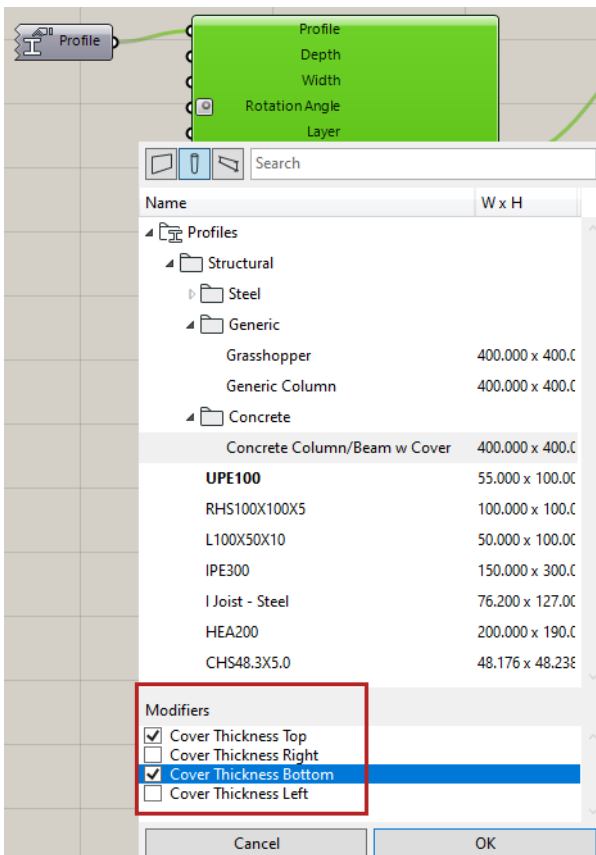 Profile
Profile
Depth
Width
Rotation Angle
Layer
Search
Name W x H
Profiles
Structural
Steel
Generic
Grasshopper 400.000 x 400.0
Generic Column 400.000 x 400.0
Concrete
Concrete Column/Beam w Cover 400.000 x 400.0
UPE100 55.000 x 100.00
RHS100X100X5 100.000 x 100.0
L100X50X10 50.000 x 100.00
IPE300 150.000 x 300.0
I Joist - Steel 76.200 x 127.00
HEA200 200.000 x 190.0
CHS48.3X5.0 48.176 x 48.238
Modifiers
Cover Thickness Top
Cover Thickness Right
Cover Thickness Bottom
Cover Thickness Left
Cancel OK